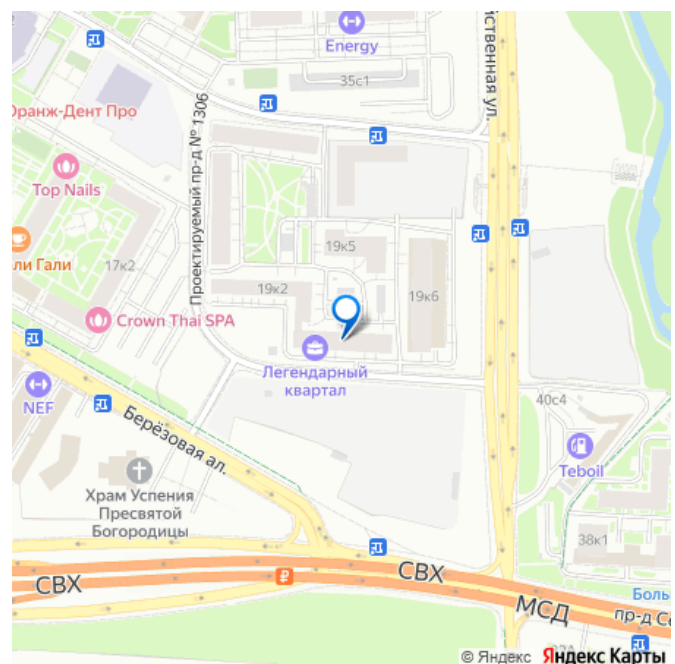 Energy
35с1
йственная ул.
Оранж-Дент Про
Проектируемый пр-д № 1306
Top Nails
ли Гали
17к2
19к5
19к2
19к6
Crown Thai SPA
Легендарный
квартал
NEF
Берёзовая ал.
40с4
Teboil
Храм Успения
Пресвятой
Богородицы
38к1
СВХ
СВХ
МСД
Боль
пр-д Се
© Яндекс Яндекс Карты